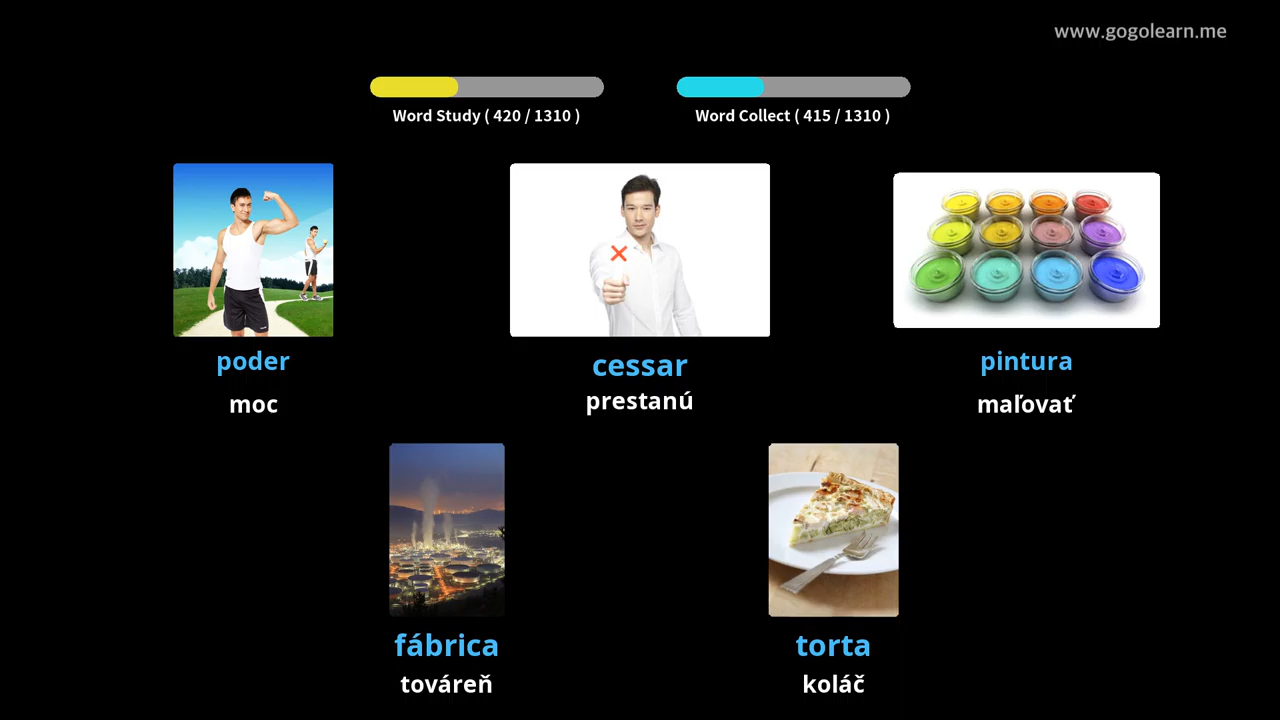 www.gogolearn.me
Word Study ( 420 / 1310 )
Word Collect ( 415 / 1310 )
poder
moc
cessar
prestanú
pintura
maľovať
fábrica
továreň
torta
koláč